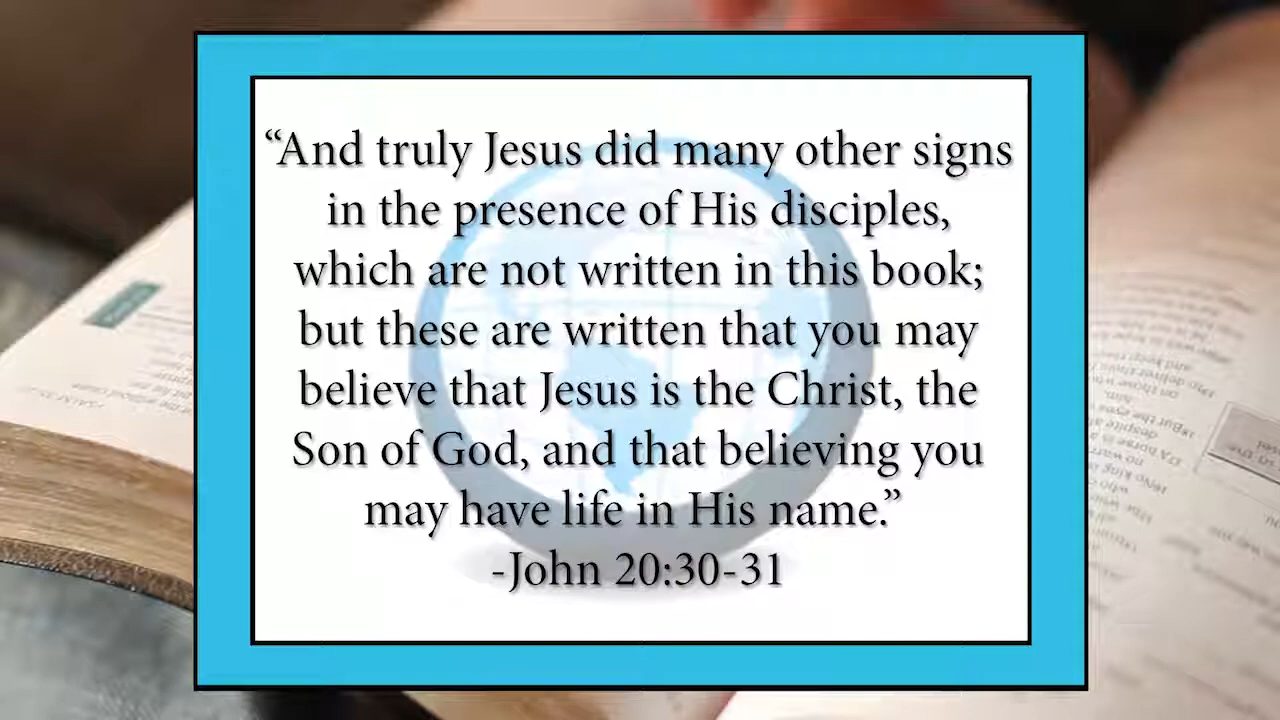 “And truly Jesus did many other signs
in the presence of His disciples,
which are not written in this book;
but these are written that you may
believe that Jesus is the Christ, the
Son of God, and that believing you
may have life in His name.”
-John 20:30-31